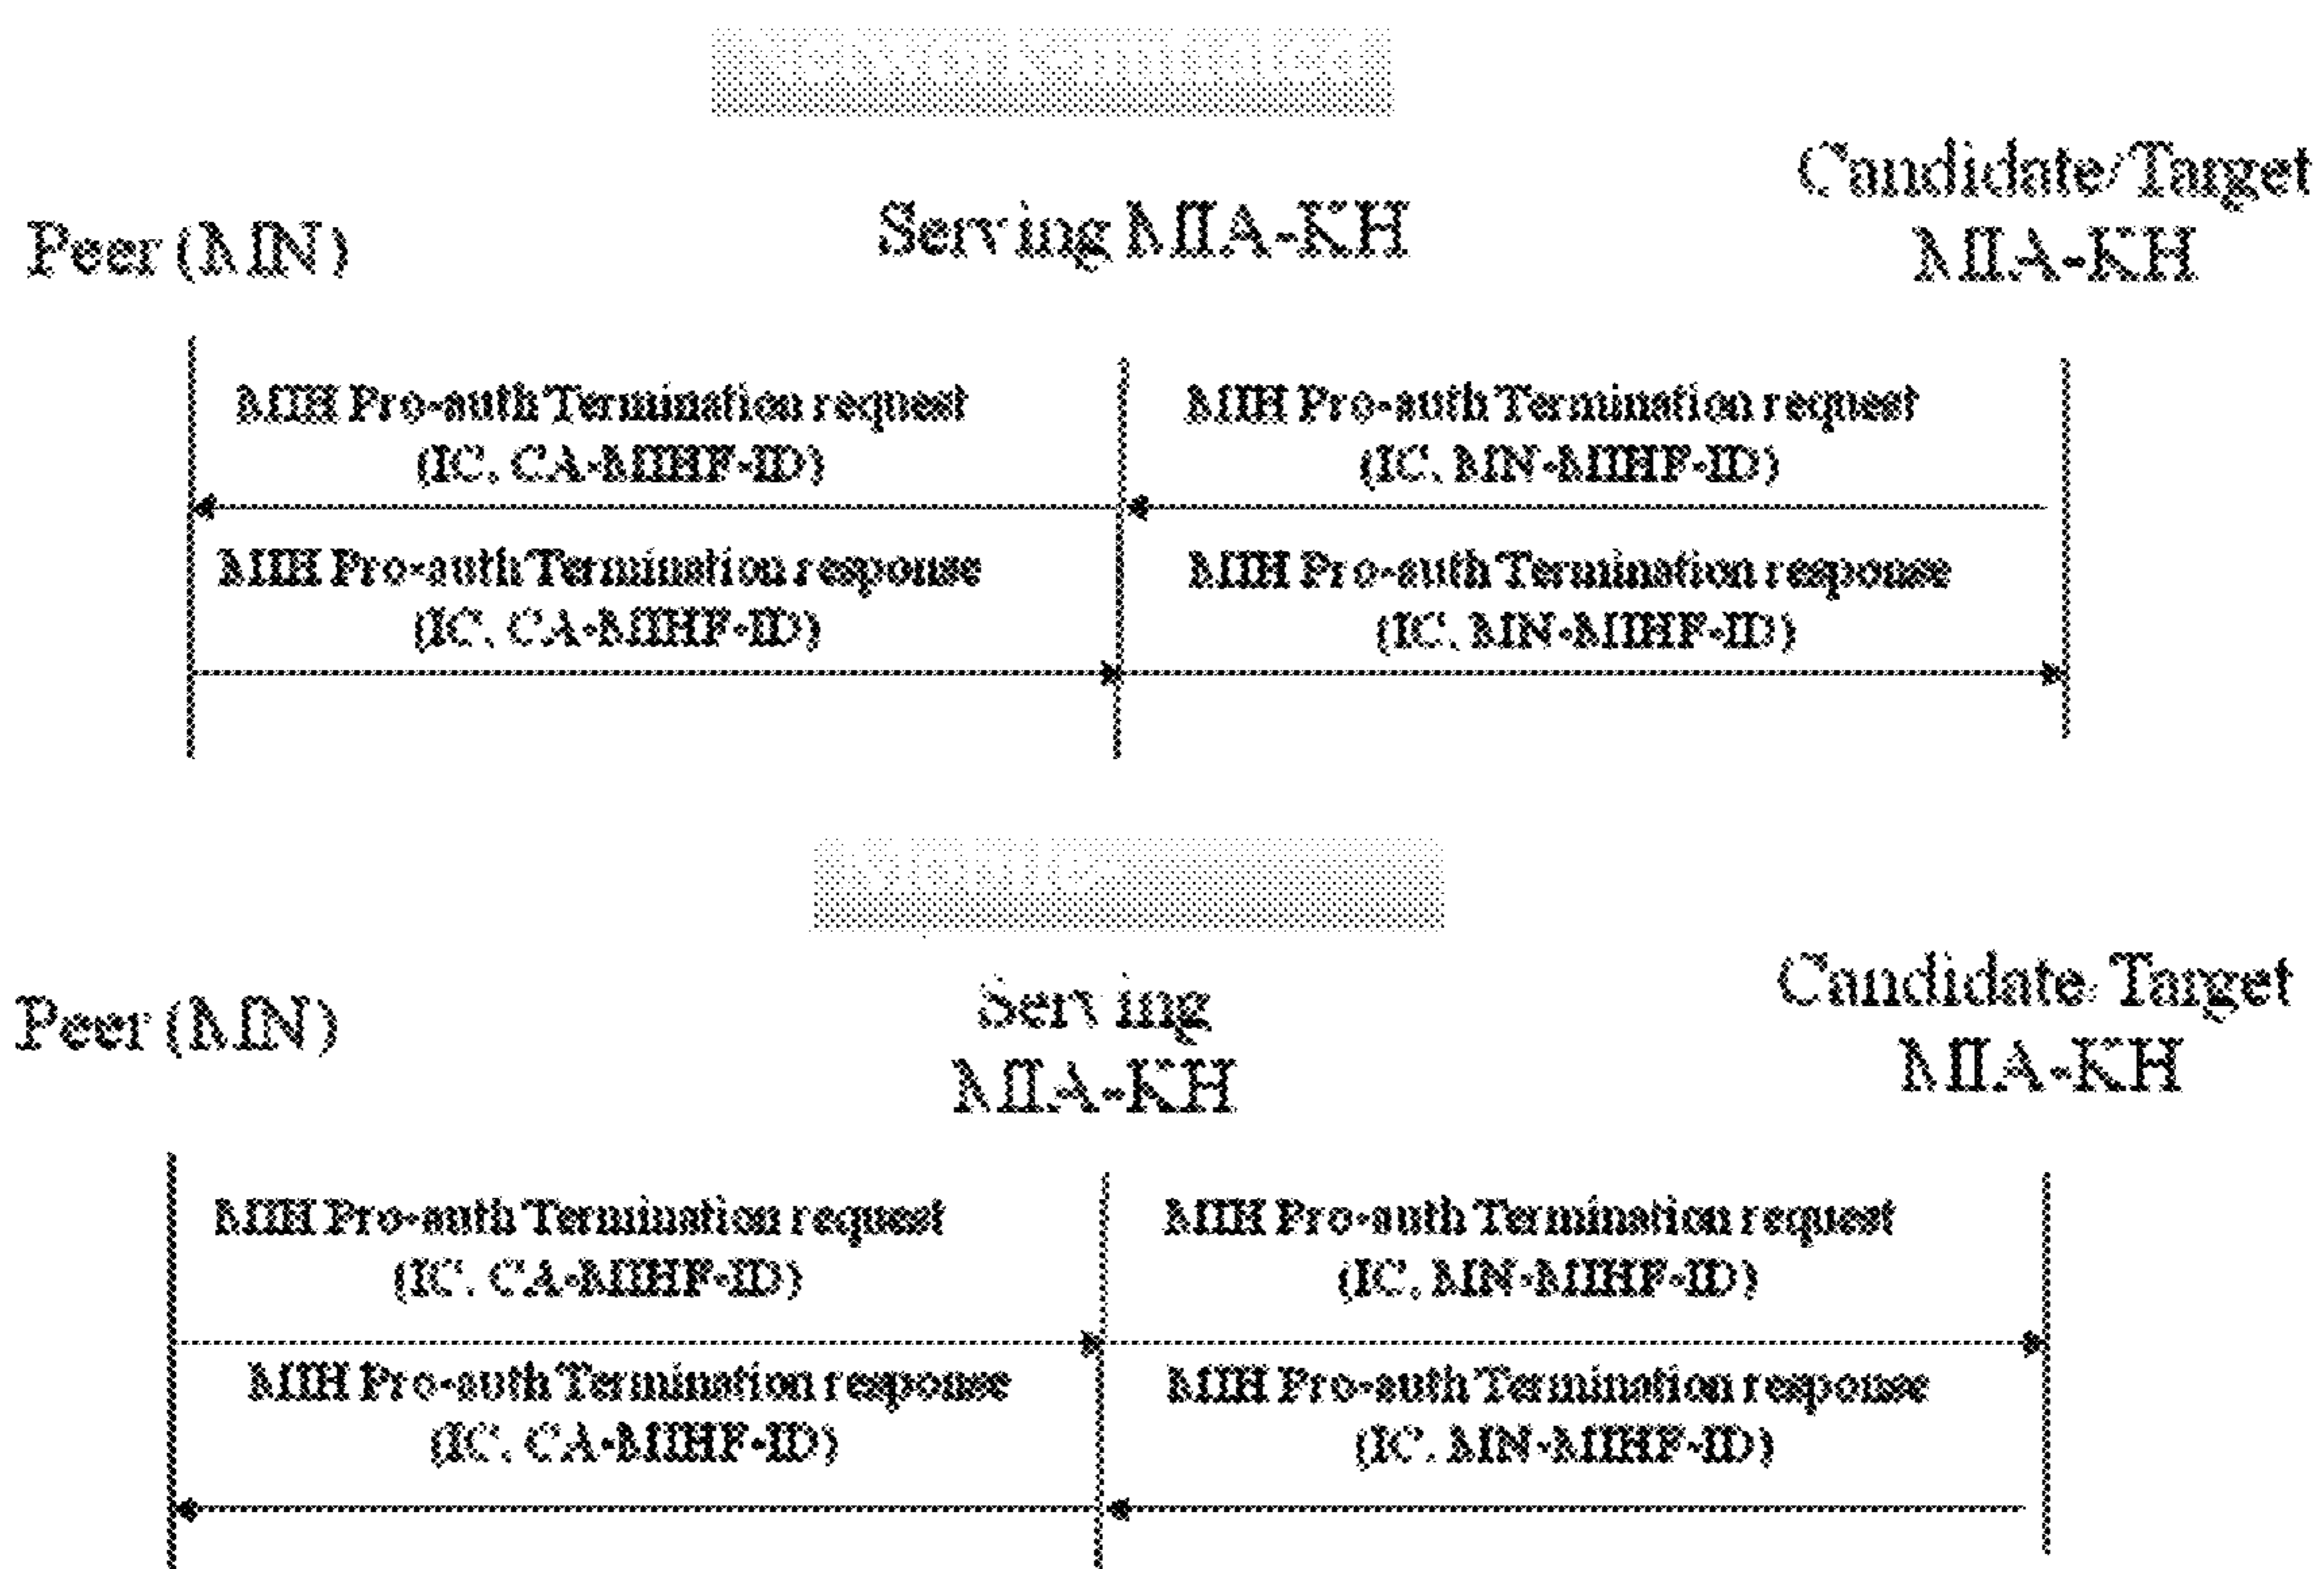 Candidate/Target
MIA-KH
Serving MIA-KH
Peer (MN)
MIH Pro-auth Termination request
(IC, CA-MIHF-ID)
MIH Pro-auth Termination request
(IC, MN-MIHF-ID)
MIH Pro-auth Termination response
(IC, CA-MIHF-ID)
MIH Pro-auth Termination response
(IC, MN-MIHF-ID)
Peer (MN)
Serving
MIA-KH
Candidate/Target
MIA-KH
MIH Pro-auth Termination request
(IC, CA-MIHF-ID)
MIH Pro-auth Termination request
(IC, MN-MIHF-ID)
MIH Pro-auth Termination response
(IC, CA-MIHF-ID)
MIH Pro-auth Termination response
(IC, MN-MIHF-ID)